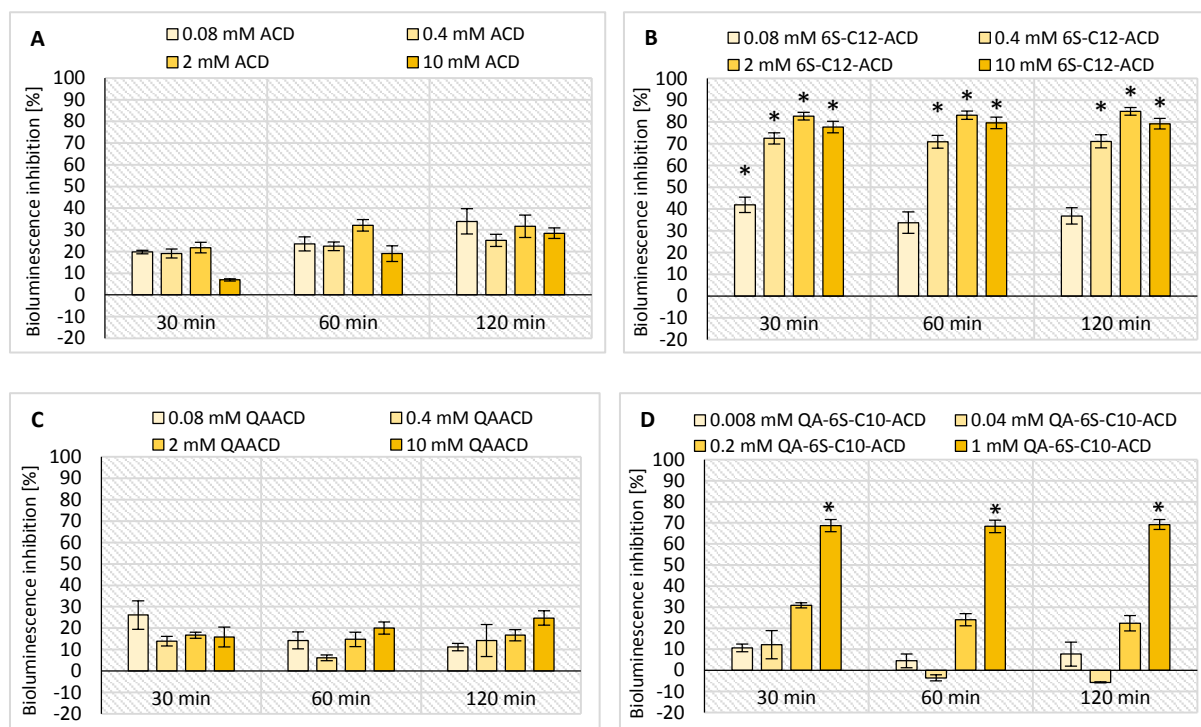 A
0.08 mM ACD 0.4 mM ACD
2 mM ACD 10 mM ACD
Bioluminescence inhibition [%]
100
90
80
70
60
50
40
30
20
10
0
-10
-20
30 min 60 min 120 min
B
0.08 mM 6S-C12-ACD 0.4 mM 6S-C12-ACD
2 mM 6S-C12-ACD 10 mM 6S-C12-ACD
Bioluminescence inhibition [%]
100
90
80
70
60
50
40
30
20
10
0
-10
-20
* * * *
* * *
* * *
30 min 60 min 120 min
C
0.08 mM QAACD 0.4 mM QAACD
2 mM QAACD 10 mM QAACD
Bioluminescence inhibition [%]
100
90
80
70
60
50
40
30
20
10
0
-10
-20
30 min 60 min 120 min
D
0.008 mM QA-6S-C10-ACD 0.04 mM QA-6S-C10-ACD
0.2 mM QA-6S-C10-ACD 1 mM QA-6S-C10-ACD
Bioluminescence inhibition [%]
100
90
80
70
60
50
40
30
20
10
0
-10
-20
* * *
30 min 60 min 120 min